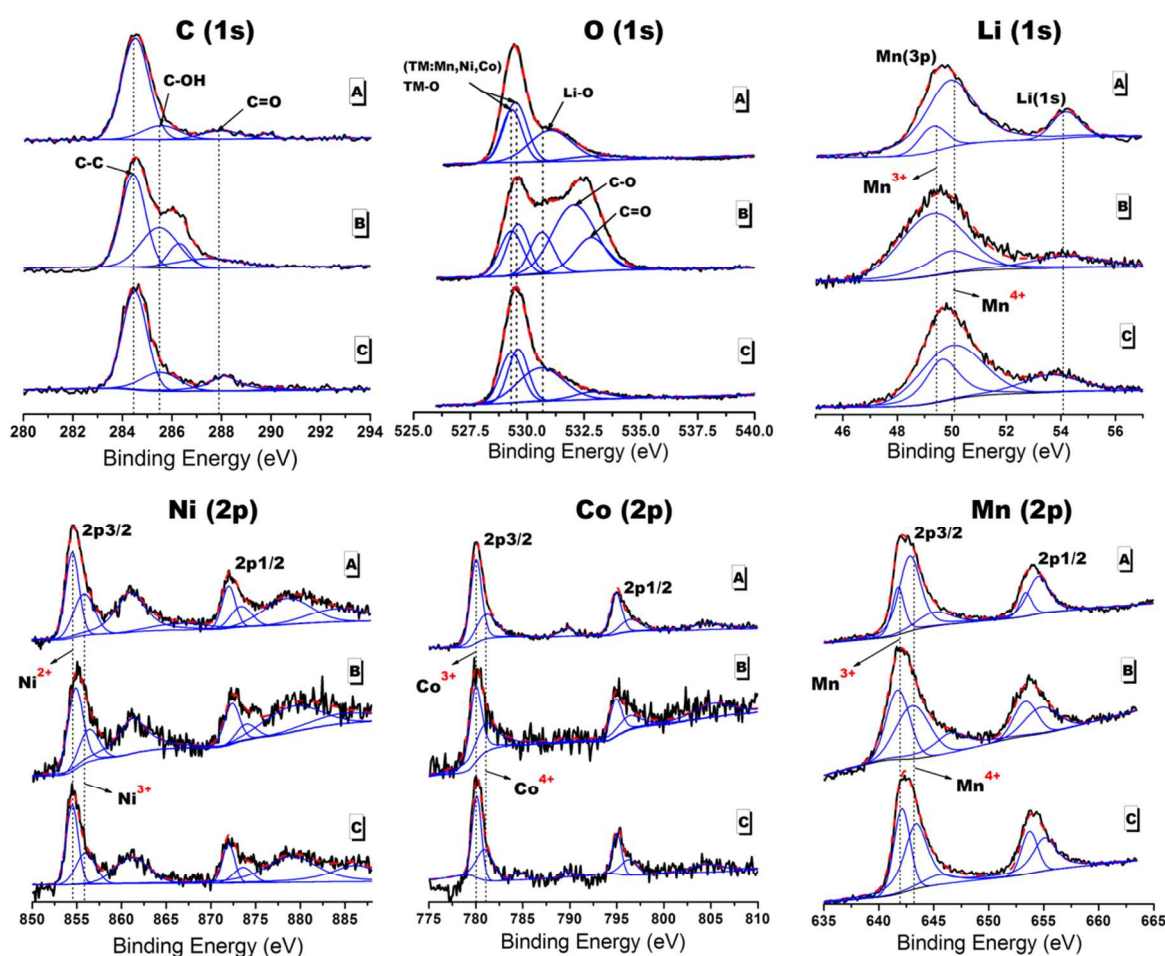 C (1s)
A
C-OH
C=O
C-C
B
C
280 282 284 286 288 290 292 294
Binding Energy (eV)
O (1s)
(TM:Mn,Ni,Co)
TM-O
Li-O
A
C-O
C=O
B
C
525.0 527.5 530.0 532.5 535.0 537.5 540.0
Binding Energy (eV)
Li (1s)
Mn(3p)
A
Li(1s)
Mn3+
B
Mn4+
C
46 48 50 52 54 56
Binding Energy (eV)
Ni (2p)
2p3/2
A
2p1/2
Ni2+
B
Ni3+
C
850 855 860 865 870 875 880 885
Binding Energy (eV)
Co (2p)
2p3/2
A
2p1/2
Co3+
B
Co4+
C
775 780 785 790 795 800 805 810
Binding Energy (eV)
Mn (2p)
2p3/2
A
2p1/2
Mn3+
B
Mn4+
C
635 640 645 650 655 660 665
Binding Energy (eV)